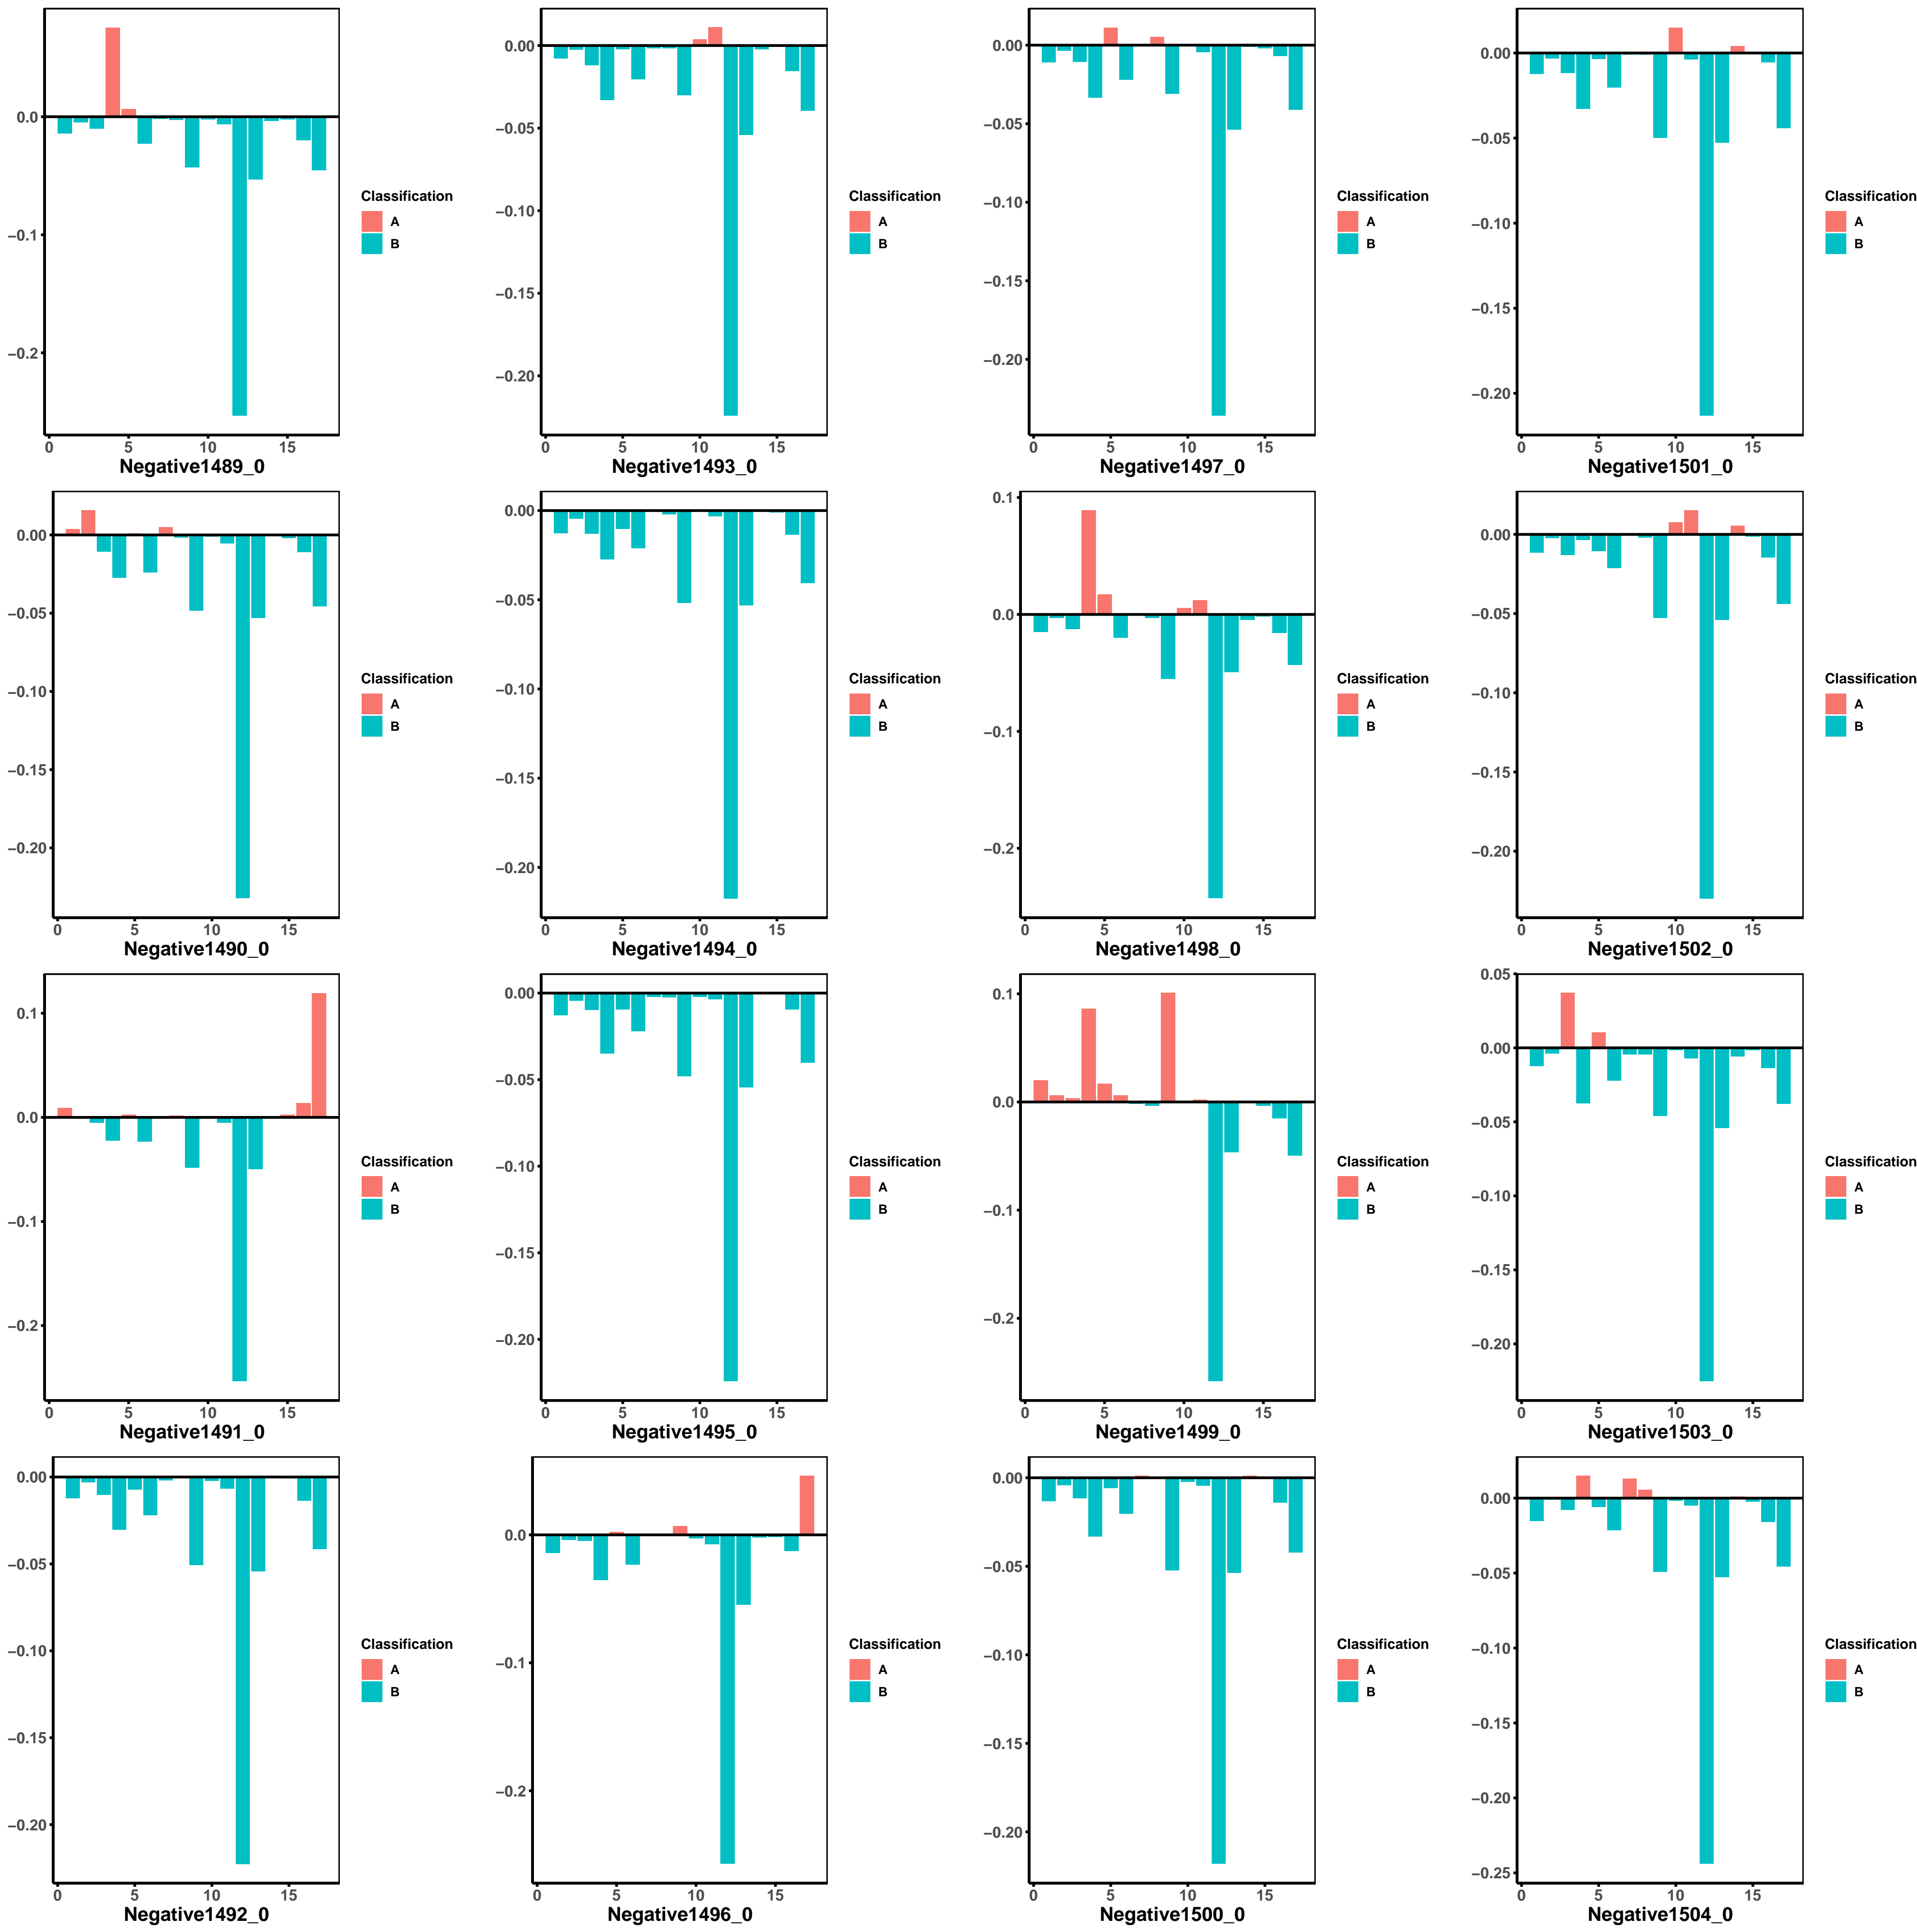 0.0
–0.1
–0.2
0 5 10 15
Negative1489_0
Classification
A
B
0.00
–0.05
–0.10
–0.15
–0.20
0 5 10 15
Negative1493_0
Classification
A
B
0.00
–0.05
–0.10
–0.15
–0.20
0 5 10 15
Negative1497_0
Classification
A
B
0.00
–0.05
–0.10
–0.15
–0.20
0 5 10 15
Negative1501_0
Classification
A
B
0.00
–0.05
–0.10
–0.15
–0.20
0 5 10 15
Negative1490_0
Classification
A
B
0.00
–0.05
–0.10
–0.15
–0.20
0 5 10 15
Negative1494_0
Classification
A
B
0.1
0.0
–0.1
–0.2
0 5 10 15
Negative1498_0
Classification
A
B
0.00
–0.05
–0.10
–0.15
–0.20
0 5 10 15
Negative1502_0
Classification
A
B
0.1
0.0
–0.1
–0.2
0 5 10 15
Negative1491_0
Classification
A
B
0.00
–0.05
–0.10
–0.15
–0.20
0 5 10 15
Negative1495_0
Classification
A
B
0.1
0.0
–0.1
–0.2
0 5 10 15
Negative1499_0
Classification
A
B
0.05
0.00
–0.05
–0.10
–0.15
–0.20
0 5 10 15
Negative1503_0
Classification
A
B
0.00
–0.05
–0.10
–0.15
–0.20
0 5 10 15
Negative1492_0
Classification
A
B
0.0
–0.1
–0.2
0 5 10 15
Negative1496_0
Classification
A
B
0.00
–0.05
–0.10
–0.15
–0.20
0 5 10 15
Negative1500_0
Classification
A
B
0.00
–0.05
–0.10
–0.15
–0.20
–0.25
0 5 10 15
Negative1504_0
Classification
A
B